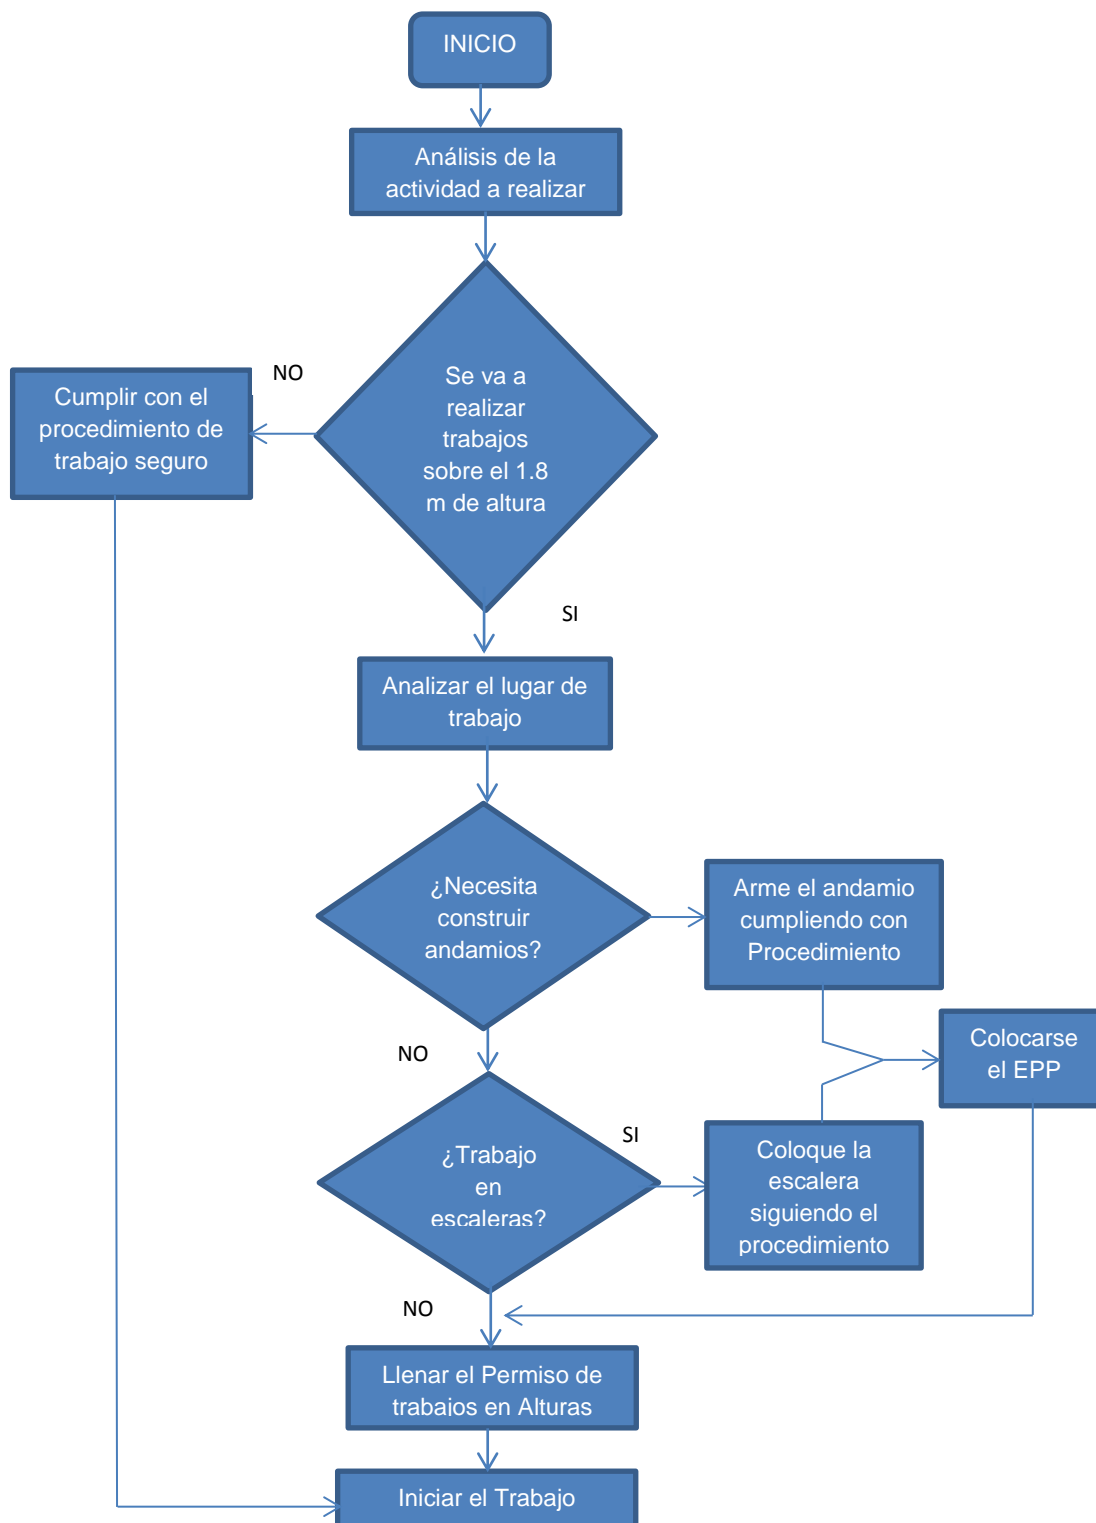 INICIO
Análisis de la
actividad a realizar
NO
Cumplir con el
procedimiento de
trabajo seguro
Se va a
realizar
trabajos
sobre el 1.8
m de altura
SI
Analizar el lugar de
trabajo
¿Necesita
construir
andamios?
Arme el andamio
cumpliendo con
Procedimiento
Colocarse
el EPP
NO
¿Trabajo
en
escaleras?
SI
Coloque la
escalera
siguiendo el
procedimiento
NO
Llenar el Permiso de
trabajos en Alturas
Iniciar el Trabajo